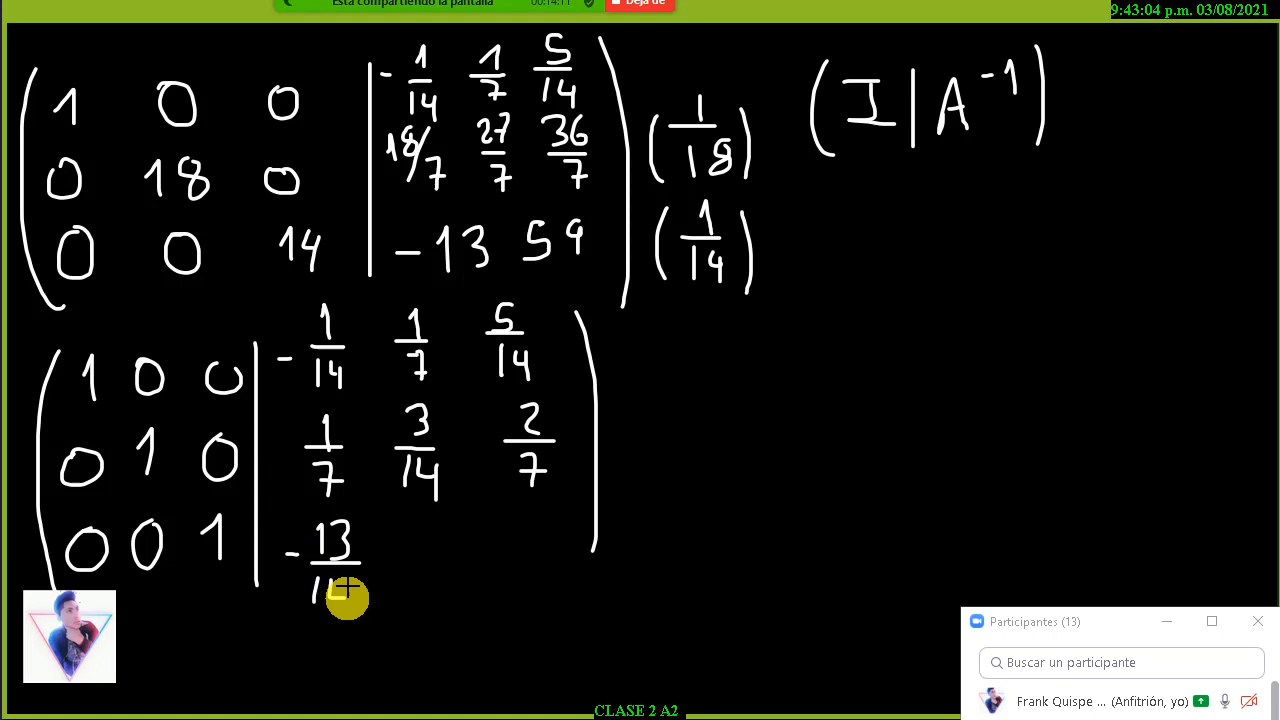 Está compartiendo la pantalla 00:14:11 Deja de
9:43:04 p.m. 03/08/2021
1 0 0 | -1/14 1/7 5/14
0 18 0 | 18/7 27/7 36/7 (1/18)
0 0 14 | -13 5 9 (1/14)
(I | A⁻¹)
1 0 0 | -1/14 1/7 5/14
0 1 0 | 1/7 3/14 2/7
0 0 1 | -13/14
Participantes (13)
Buscar un participante
Frank Quispe ... (Anfitrión, yo)
CLASE 2 A2